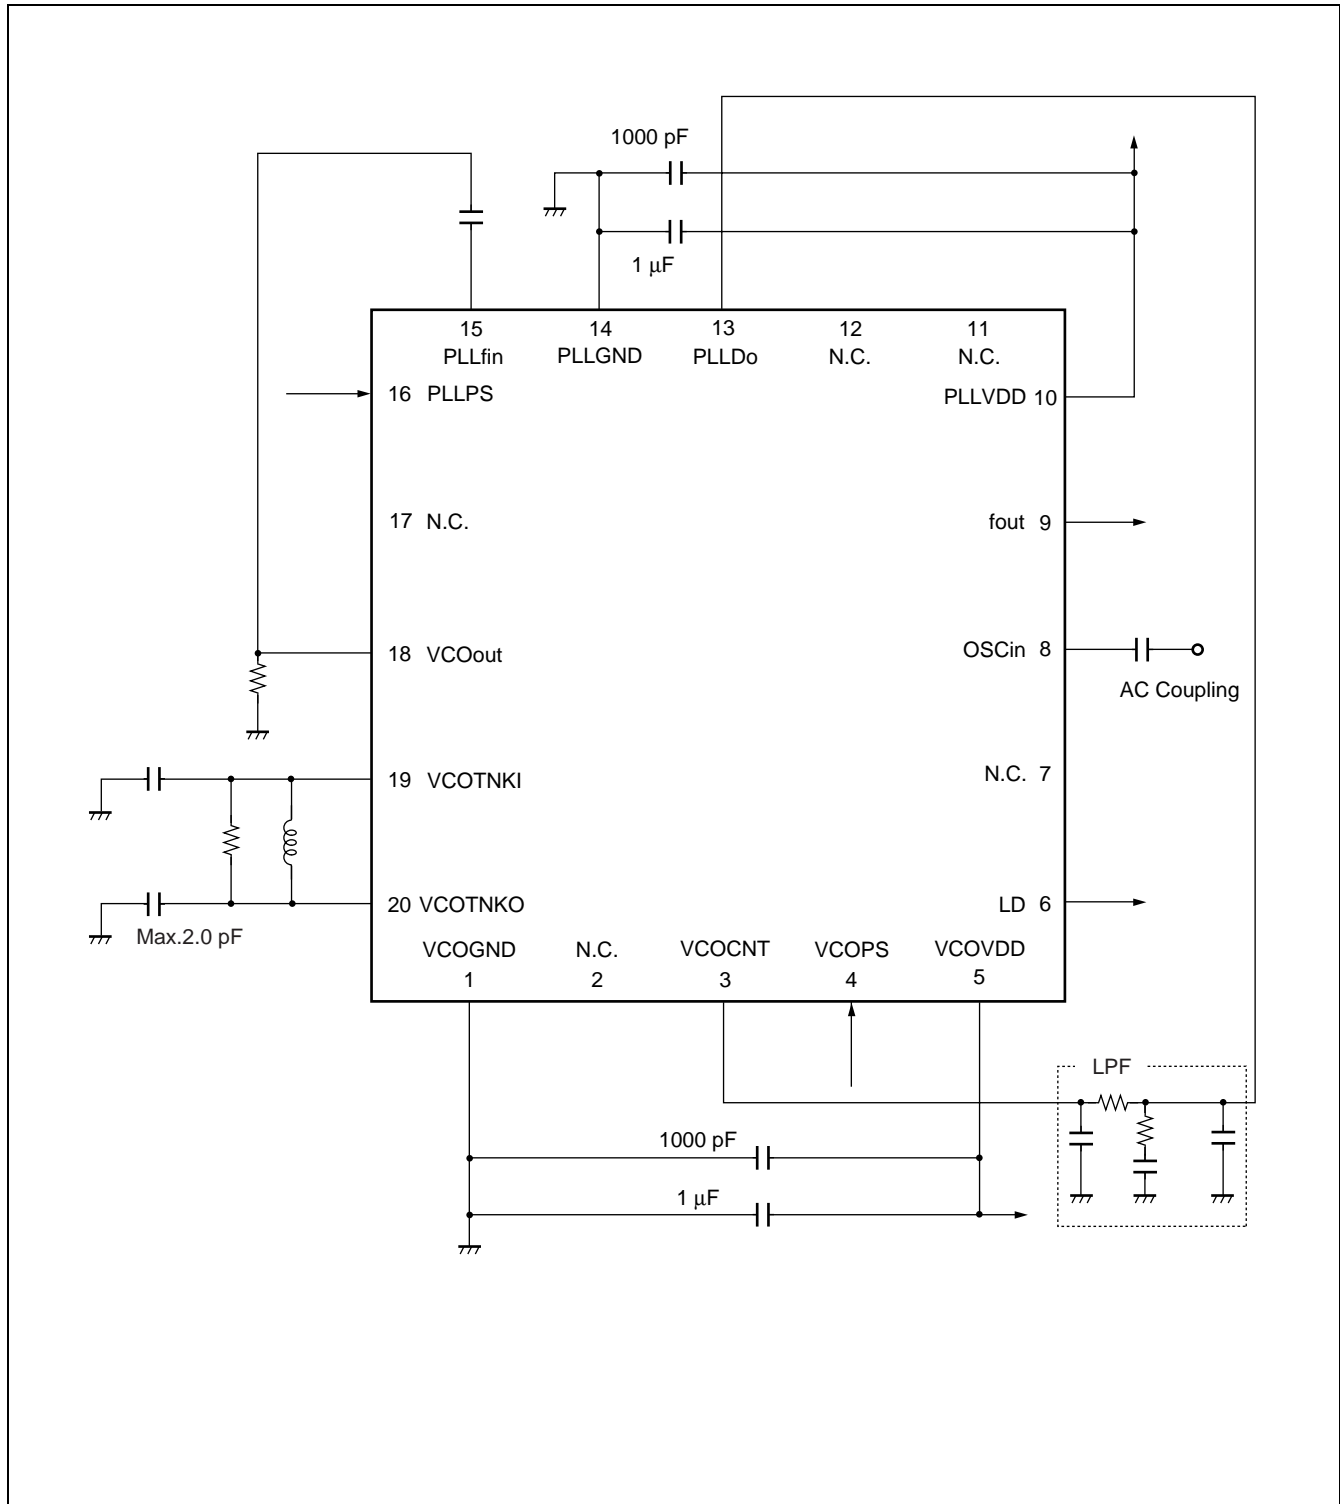 1000 pF
1 μF
15 14 13 12 11
PLLfin PLLGND PLLDo N.C. N.C.
16 PLLPS
PLLVDD 10
17 N.C.
fout 9
18 VCOout
OSCin 8
AC Coupling
19 VCOTNKI
N.C. 7
20 VCOTNKO
LD 6
Max.2.0 pF
VCOGND N.C. VCOCNT VCOPS VCOVDD
1 2 3 4 5
LPF
1000 pF
1 μF